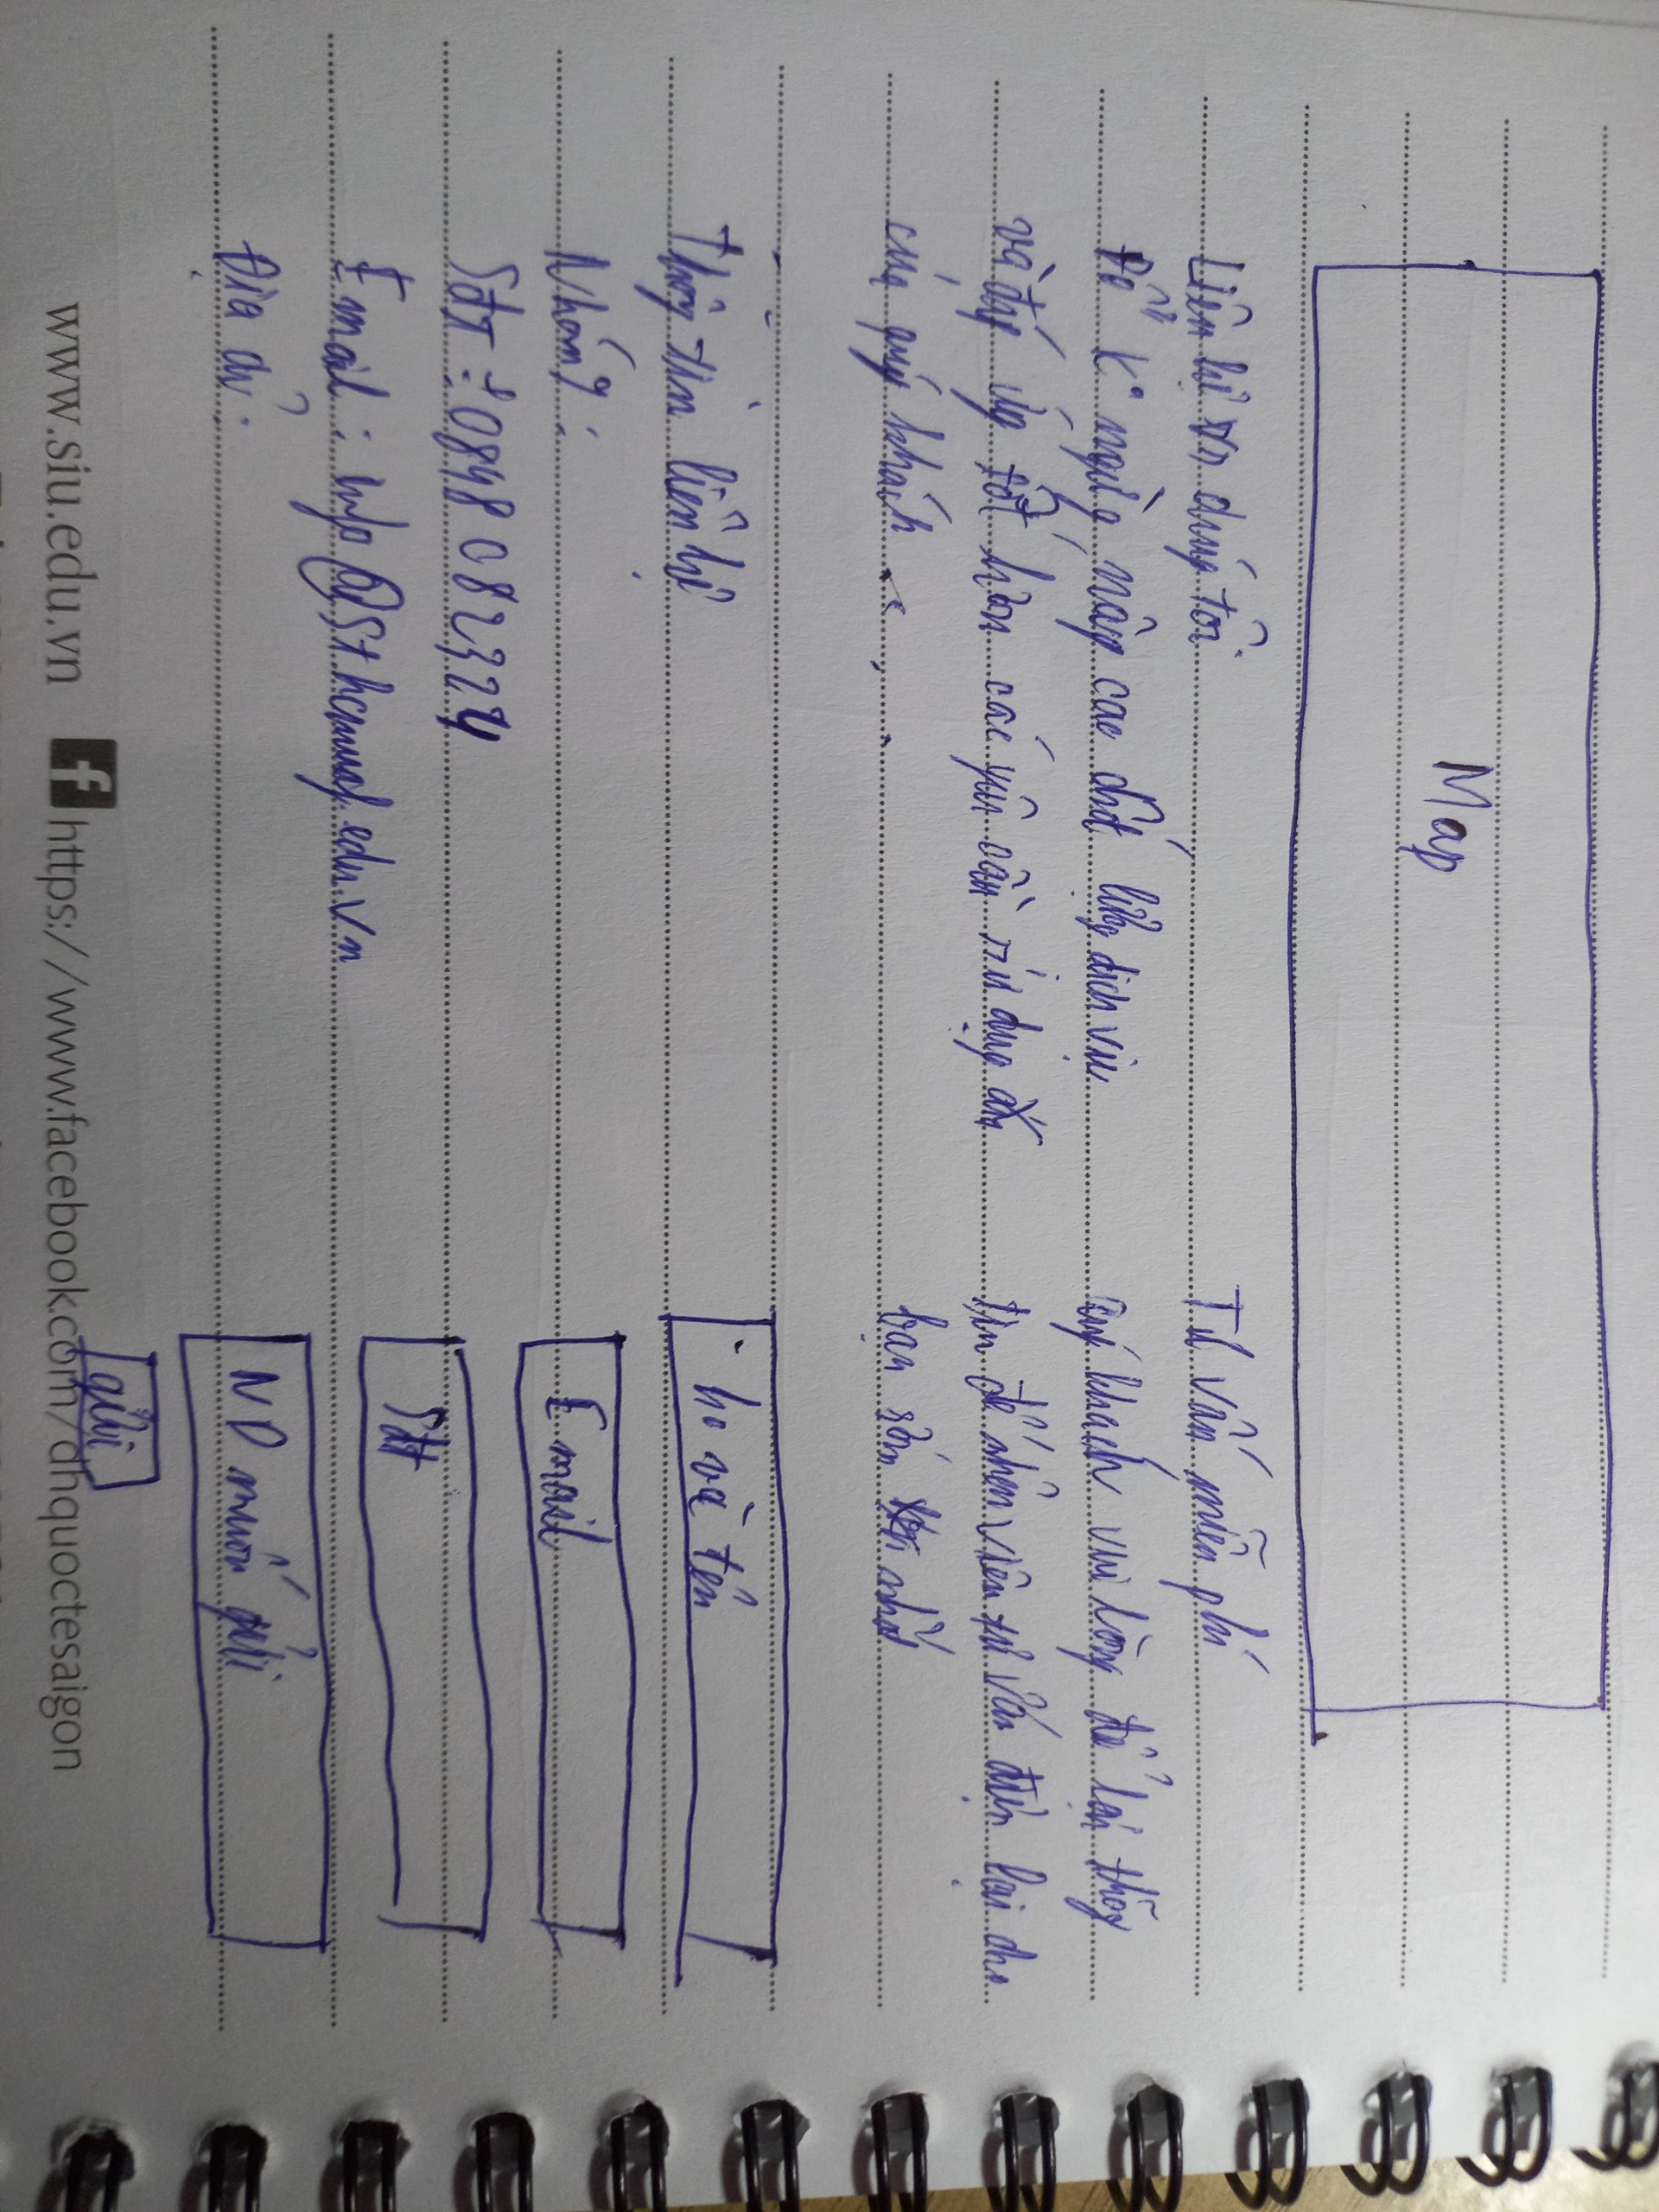 Map
Liên hệ với chúng tôi
Để k° ngừng nâng cao chất lượng dịch vụ
và đáp ứng tốt hơn các yêu cầu sử dụng
của quý khách ...
Tư vấn miễn phí
quý khách vui lòng để lại thông
tin để nhân viên tư vấn điện lại cho
bạn sớm nhất
Thông tin liên hệ
Nhóm 9 :
Sđt : 0898 082324
Email : info@st.hcmuaf.edu.vn
Địa chỉ :
họ và tên
Email
Sđt
ND muốn gửi
gửi
www.siu.edu.vn f https://www.facebook.com/dhquoctesaigon